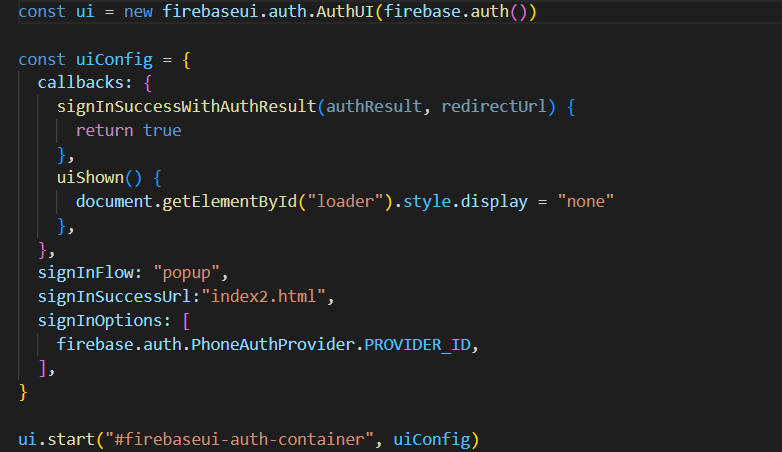 const ui = new firebaseui.auth.AuthUI(firebase.auth())
const uiConfig = {
callbacks: {
signInSuccessWithAuthResult(authResult, redirectUrl) {
return true
},
uiShown() {
document.getElementById("loader").style.display = "none"
},
},
signInFlow: "popup",
signInSuccessUrl:"index2.html",
signInOptions: [
firebase.auth.PhoneAuthProvider.PROVIDER_ID,
],
}
ui.start("#firebaseui-auth-container", uiConfig)